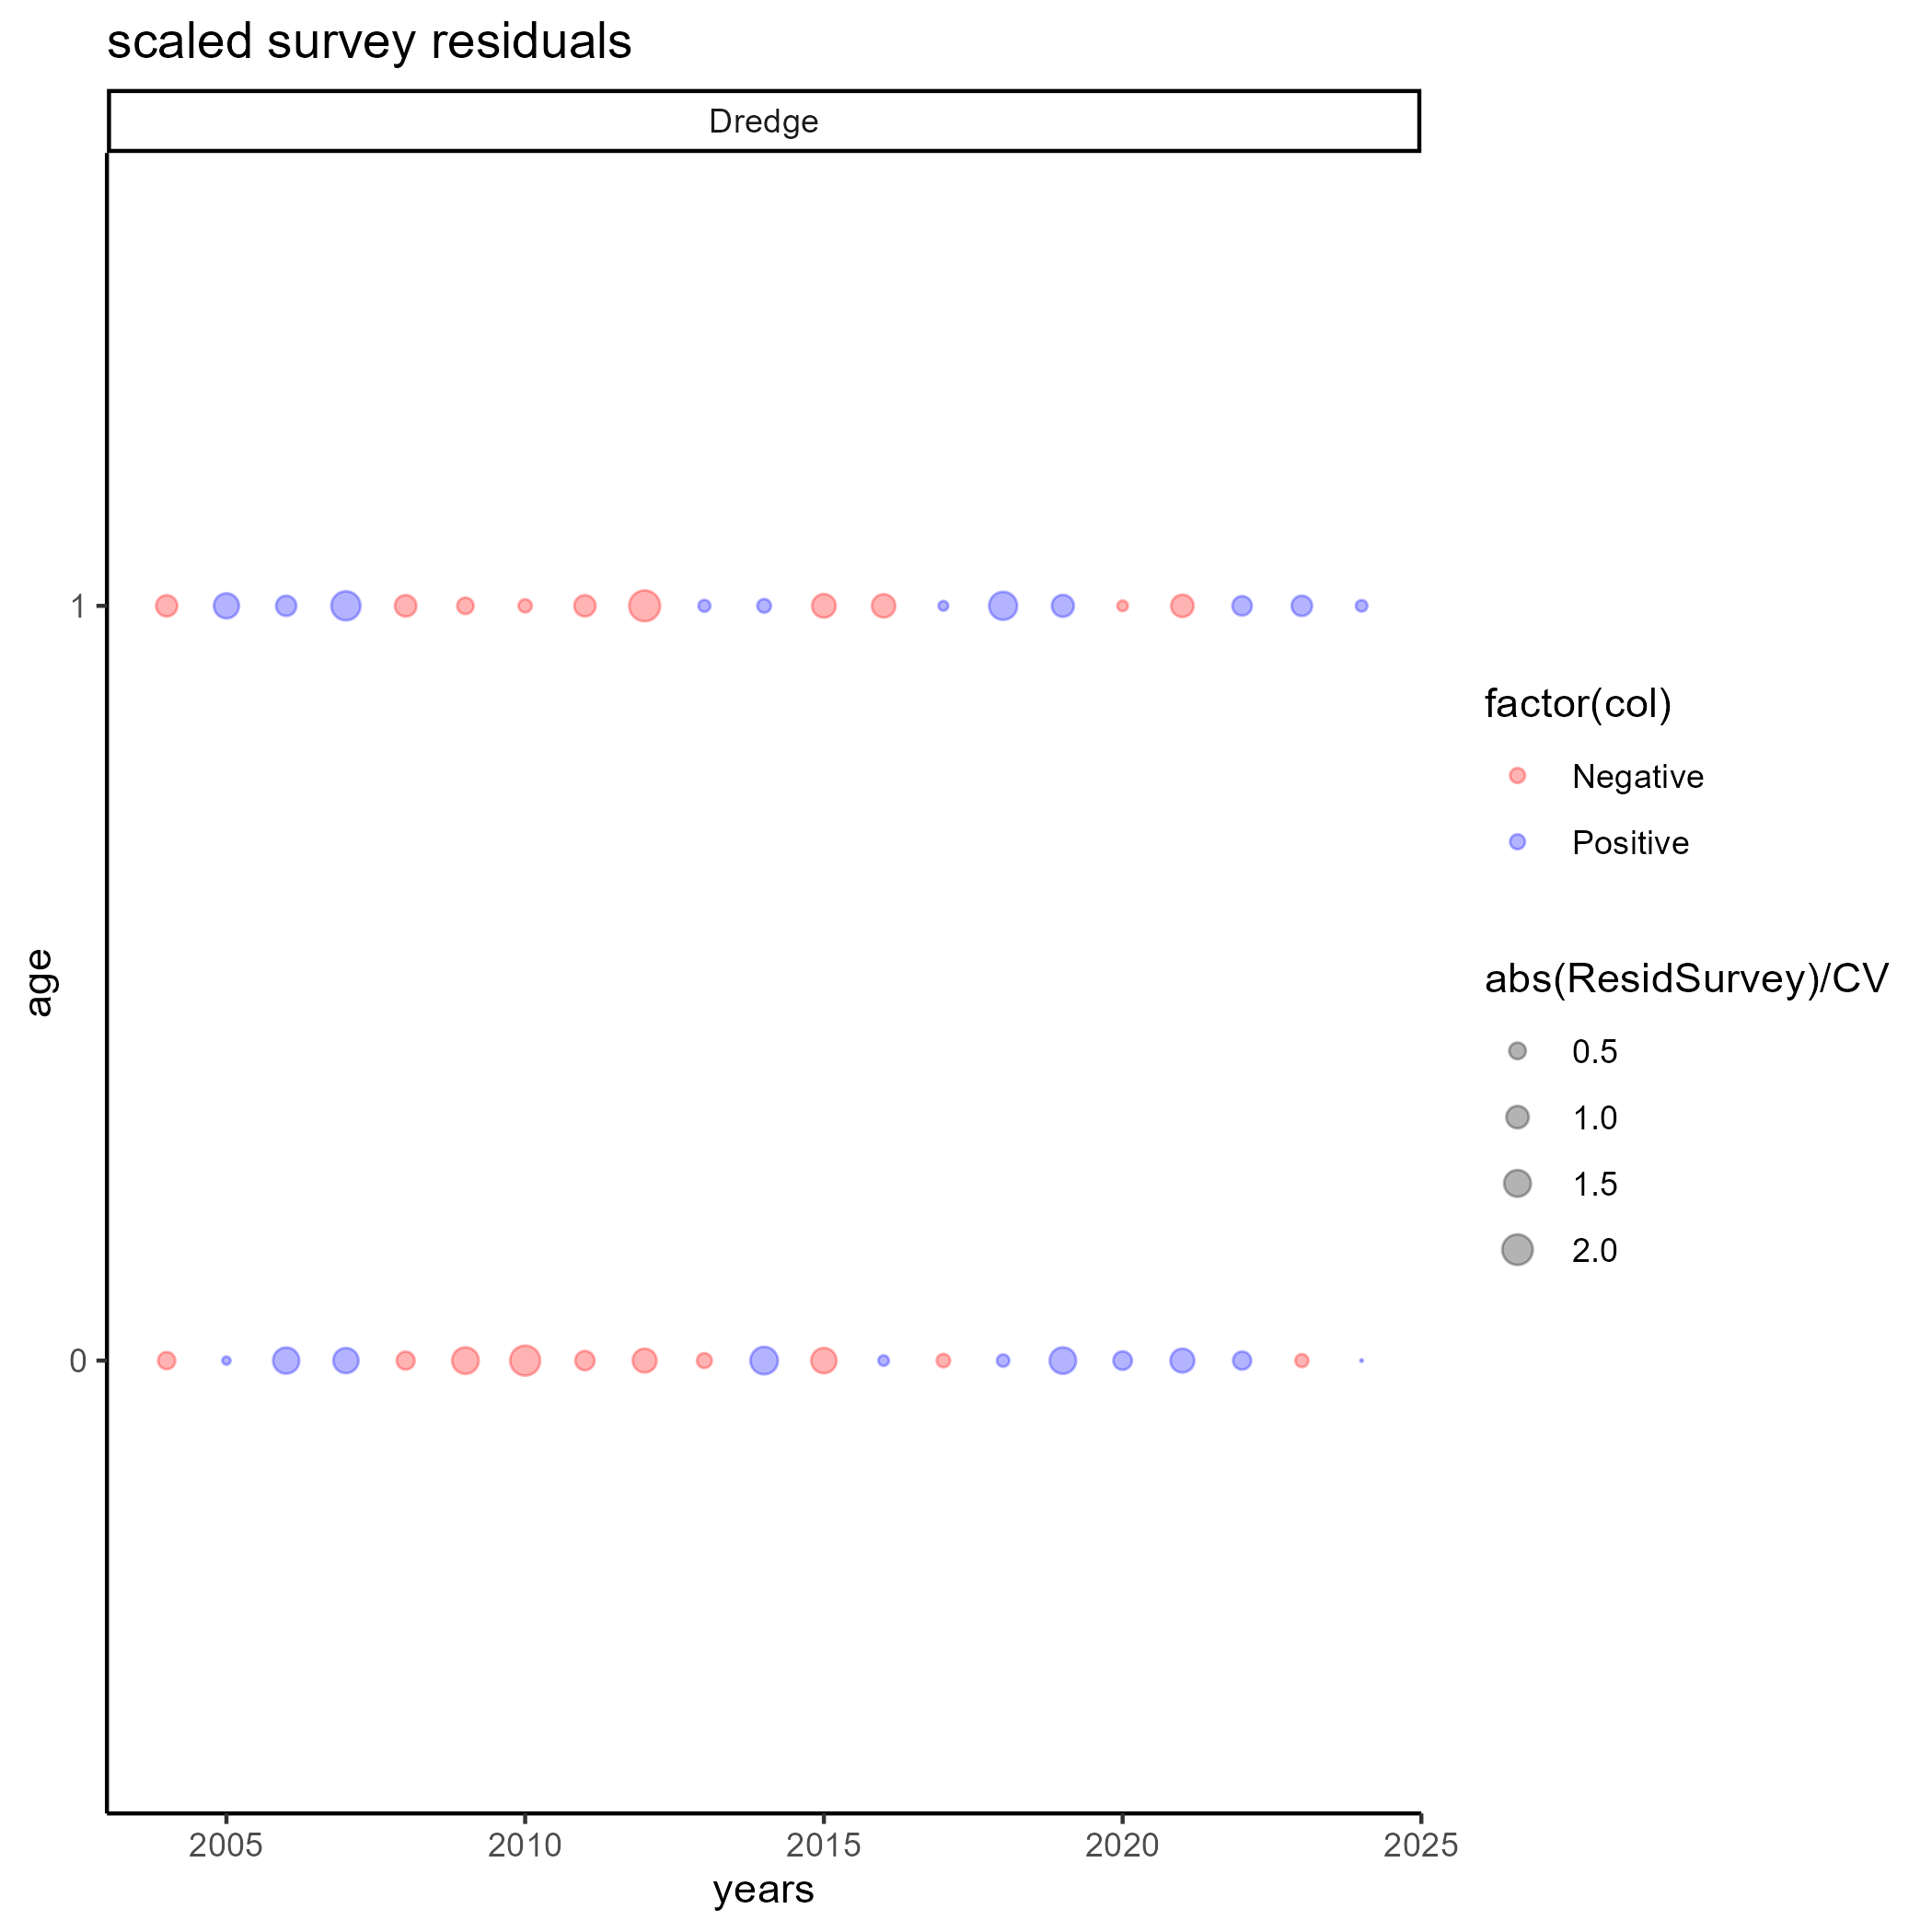 scaled survey residuals
Dredge
1
0
age
2005
2010
2015
2020
2025
years
factor(col)
Negative
Positive
abs(ResidSurvey)/CV
0.5
1.0
1.5
2.0